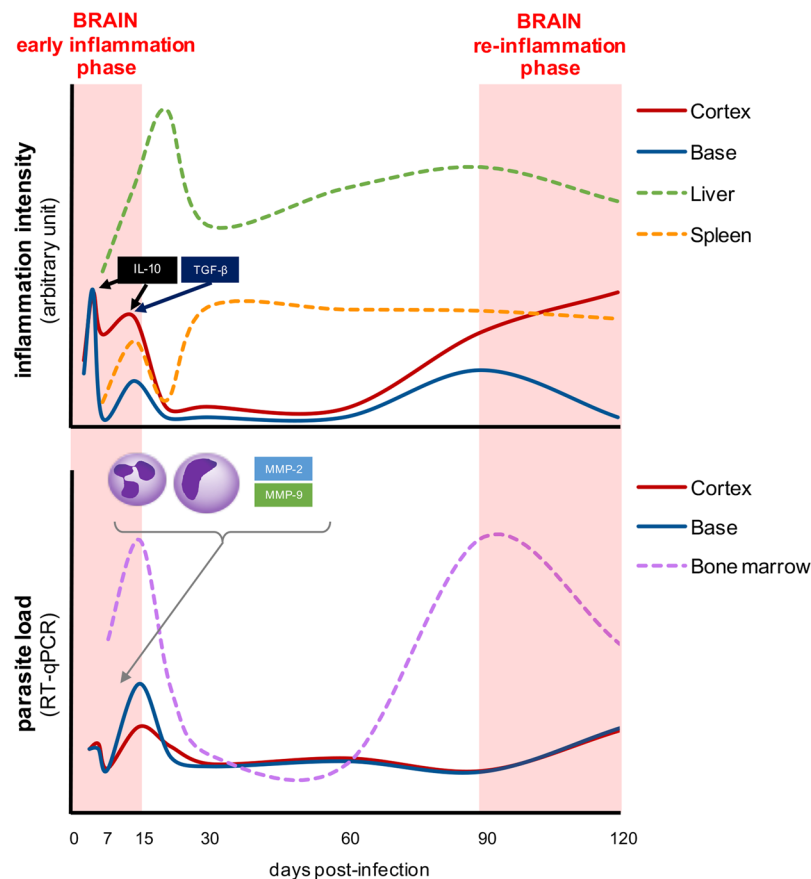 BRAIN
early inflammation
phase
BRAIN
re-inflammation
phase
inflammation intensity
(arbitrary unit)
IL-10
TGF-β
Cortex
Base
Liver
Spleen
parasite load
(RT-qPCR)
MMP-2
MMP-9
Cortex
Base
Bone marrow
0 7 15 30 60 90 120
days post-infection